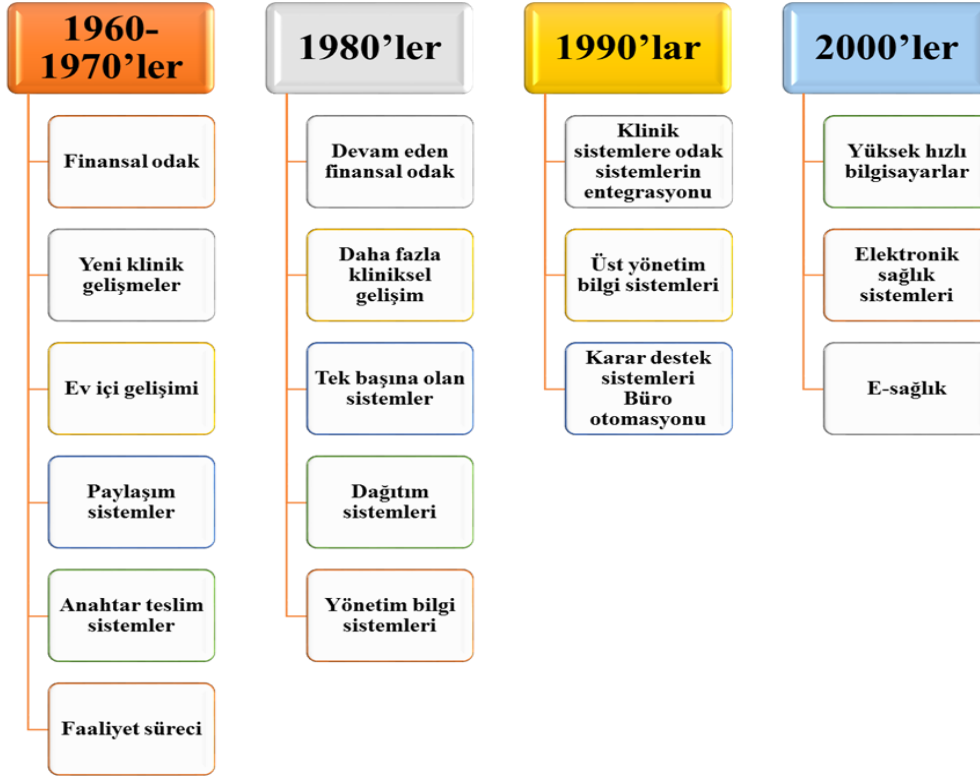 1960-
1970’ler
Finansal odak
Yeni klinik
gelişmeler
Ev içi gelişimi
Paylaşım
sistemler
Anahtar teslim
sistemler
Faaliyet süreci
1980’ler
Devam eden
finansal odak
Daha fazla
kliniksel
gelişim
Tek başına olan
sistemler
Dağıtım
sistemleri
Yönetim bilgi
sistemleri
1990’lar
Klinik
sistemlere odak
sistemlerin
entegrasyonu
Üst yönetim
bilgi sistemleri
Karar destek
sistemleri
Büro
otomasyonu
2000’ler
Yüksek hızlı
bilgisayarlar
Elektronik
sağlık
sistemleri
E-sağlık